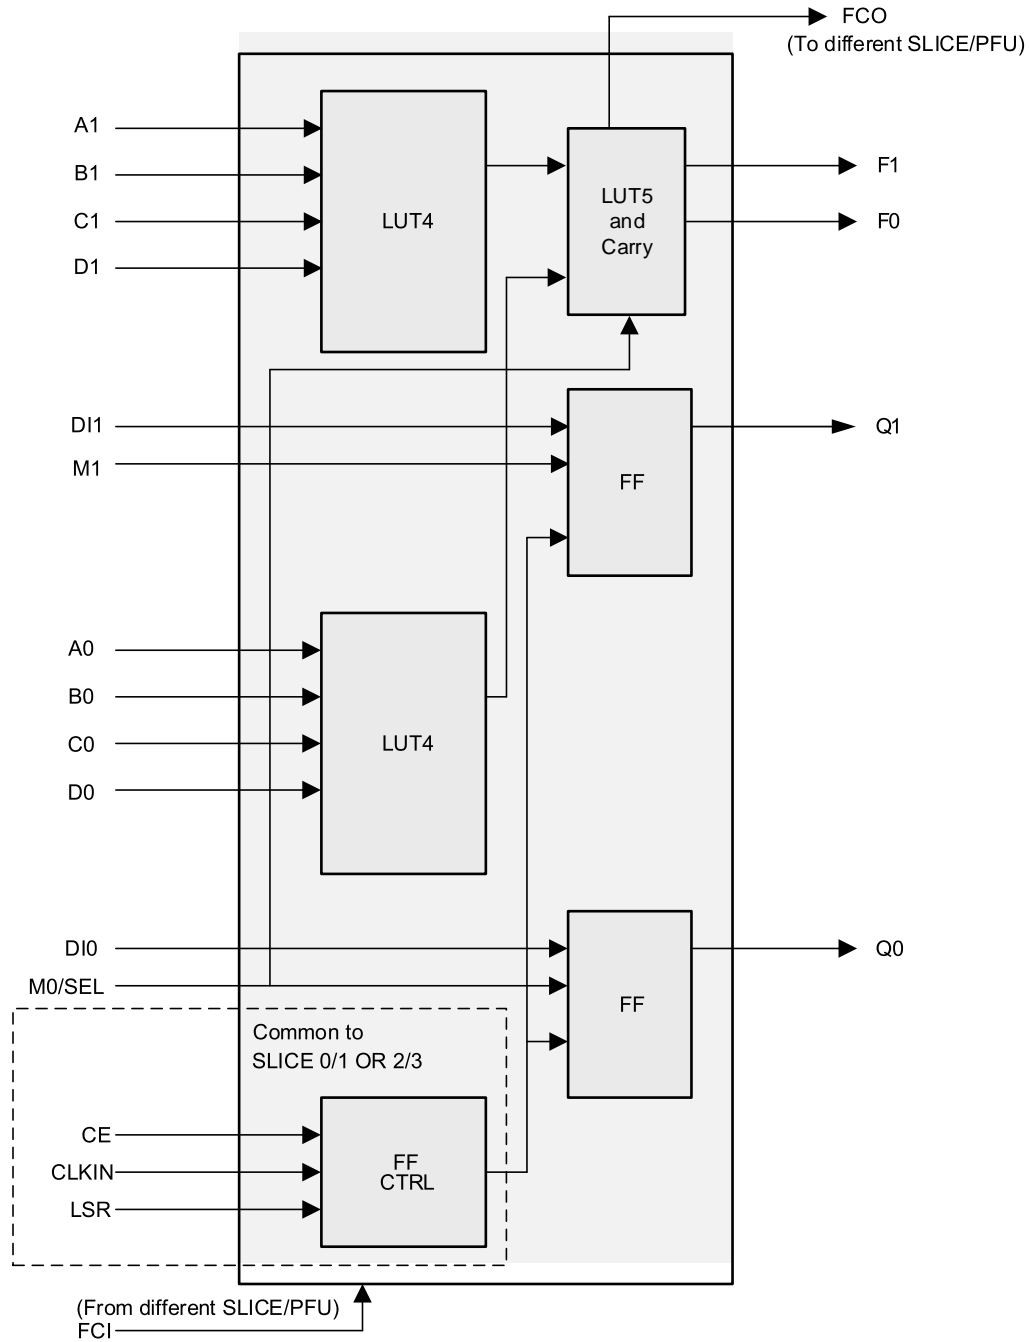 FCO
(To different SLICE/PFU)
A1
B1
C1
D1
LUT4
LUT5
and
Carry
F1
F0
DI1
M1
FF
Q1
A0
B0
C0
D0
LUT4
DI0
M0/SEL
FF
Q0
Common to
SLICE 0/1 OR 2/3
CE
CLKIN
LSR
FF
CTRL
(From different SLICE/PFU)
FCI